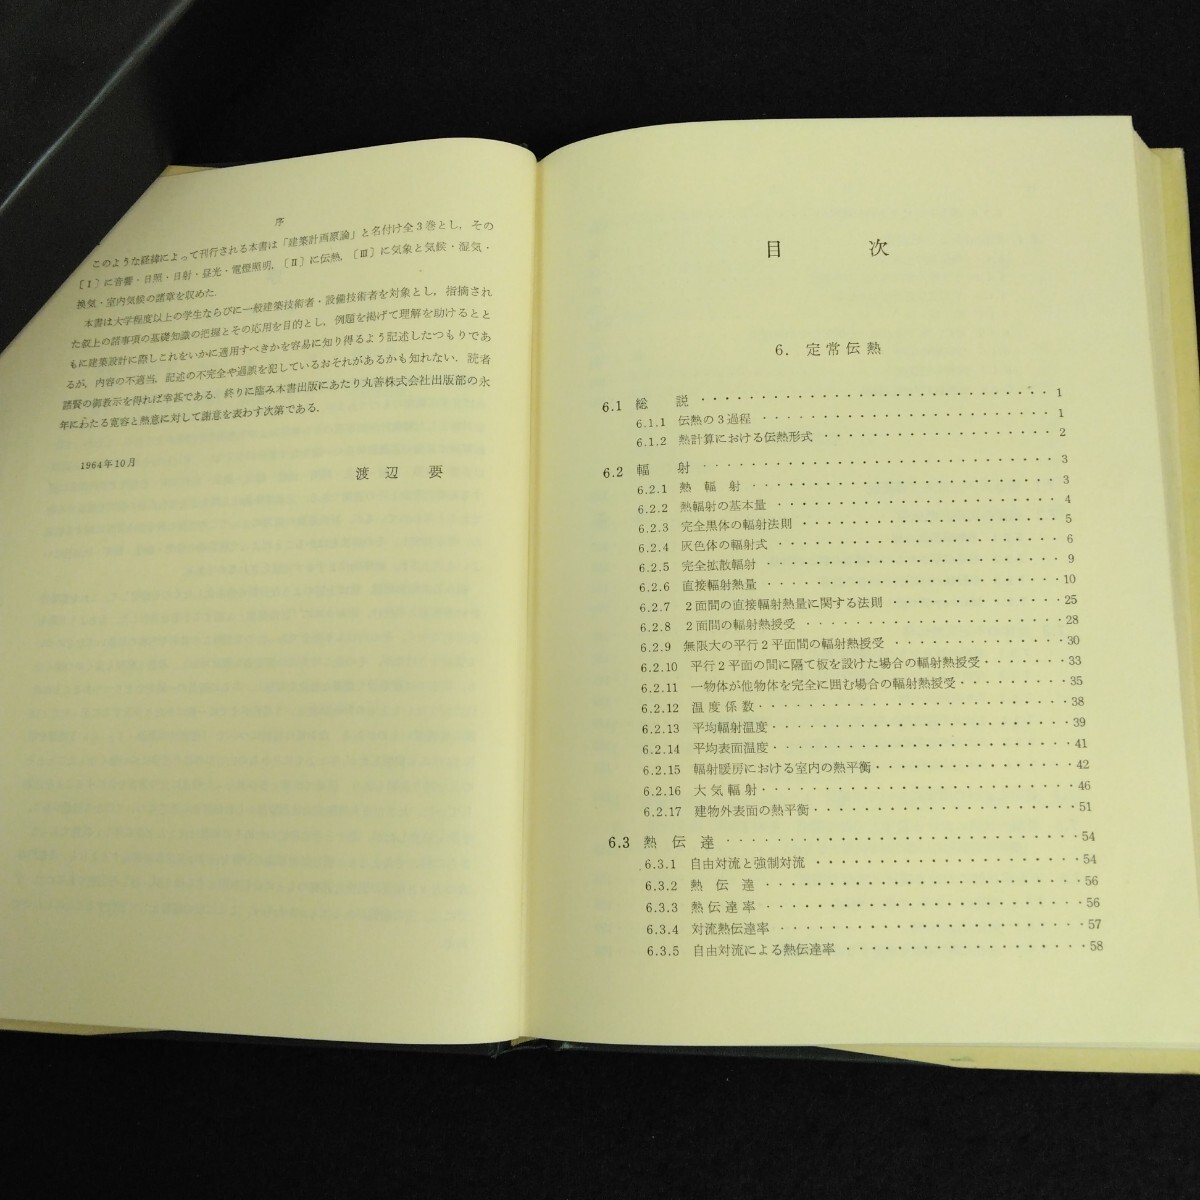 序
このような経緯によって刊行される本書は「建築計画原論」と名付け全3巻とし，その
〔Ⅰ〕に音響・日照・日射・昼光・電燈照明，〔Ⅱ〕に伝熱，〔Ⅲ〕に気象と気候・湿気・
換気・室内気候の諸章を収めた．
本書は大学程度以上の学生ならびに一般建築技術者・設備技術者を対象とし，指摘され
た叙上の諸事項の基礎知識の把握とその応用を目的とし，例題を掲げて理解を助けるとと
もに建築設計に際しこれをいかに適用すべきかを容易に知り得るよう記述したつもりであ
るが，内容の不適当，記述の不完全や過誤を犯しているおそれがあるかも知れない．読者
諸賢の御教示を得れば幸甚である．終りに臨み本書出版にあたり丸善株式会社出版部の永
年にわたる寛容と熱意に対して謝意を表わす次第である．
1964年10月
渡辺 要
目 次
6. 定常伝熱
6.1 総 説 1
6.1.1 伝熱の3過程 1
6.1.2 熱計算における伝熱形式 2
6.2 輻 射 3
6.2.1 熱輻射 3
6.2.2 熱輻射の基本量 4
6.2.3 完全黒体の輻射法則 5
6.2.4 灰色体の輻射式 6
6.2.5 完全拡散輻射 9
6.2.6 直接輻射熱量 10
6.2.7 2面間の直接輻射熱量に関する法則 25
6.2.8 2面間の輻射熱授受 28
6.2.9 無限大の平行2平面間の輻射熱授受 30
6.2.10 平行2平面の間に隔て板を設けた場合の輻射熱授受 33
6.2.11 一物体が他物体を完全に囲む場合の輻射熱授受 35
6.2.12 温度係数 38
6.2.13 平均輻射温度 39
6.2.14 平均表面温度 41
6.2.15 輻射暖房における室内の熱平衡 42
6.2.16 大気輻射 46
6.2.17 建物外表面の熱平衡 51
6.3 熱伝達 54
6.3.1 自由対流と強制対流 54
6.3.2 熱伝達 56
6.3.3 熱伝達率 56
6.3.4 対流熱伝達率 57
6.3.5 自由対流による熱伝達率 58